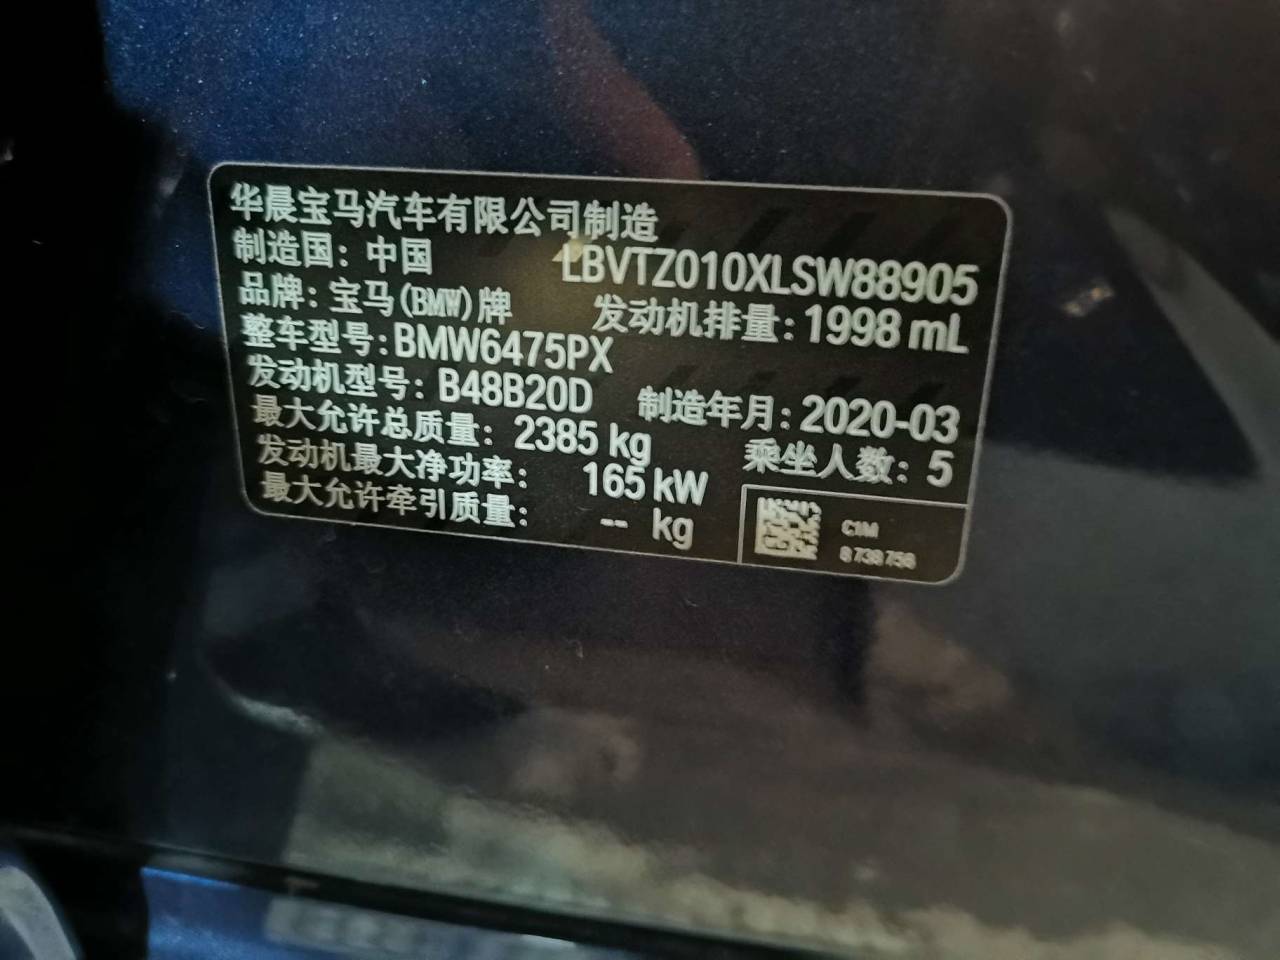 华晨宝马汽车有限公司制造
制造国：中国
LBVTZ010XLSW88905
品牌：宝马(BMW)牌
发动机排量：1998 mL
整车型号：BMW6475PX
发动机型号：B48B20D
制造年月：2020-03
最大允许总质量：2385 kg
乘坐人数：5
发动机最大净功率：165 kW
最大允许牵引质量：-- kg
C1M
8738758